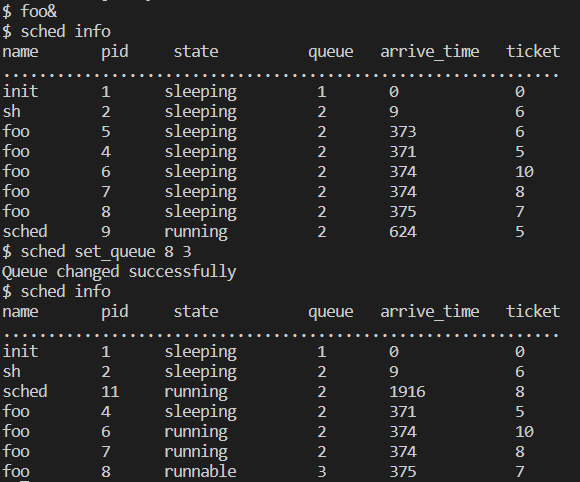 $ foo&
$ sched info
name       pid     state          queue   arrive_time   ticket
..............................................................
init       1      sleeping         1       0             0
sh         2      sleeping         2       9             6
foo        5      sleeping         2       373           6
foo        4      sleeping         2       371           5
foo        6      sleeping         2       374           10
foo        7      sleeping         2       374           8
foo        8      sleeping         2       375           7
sched      9      running          2       624           5
$ sched set_queue 8 3
Queue changed successfully
$ sched info
name       pid     state          queue   arrive_time   ticket
..............................................................
init       1      sleeping         1       0             0
sh         2      sleeping         2       9             6
sched      11     running          2       1916          8
foo        4      sleeping         2       371           5
foo        6      running          2       374           10
foo        7      running          2       374           8
foo        8      runnable         3       375           7